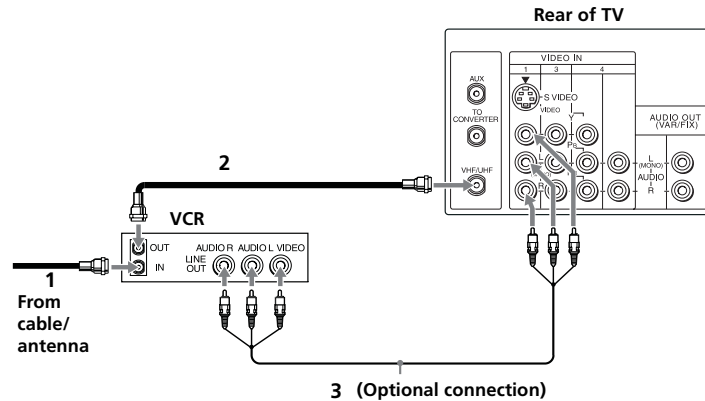 Rear of TV
VIDEO IN
1 3 4
AUX
S VIDEO
VIDEO
TO CONVERTER
Y
AUDIO OUT (VAR/FIX)
PB
VHF/UHF
L (MONO)
AUDIO
R
R
2
VCR
OUT
IN
AUDIO R AUDIO L VIDEO
LINE OUT
1
From
cable/
antenna
3 (Optional connection)